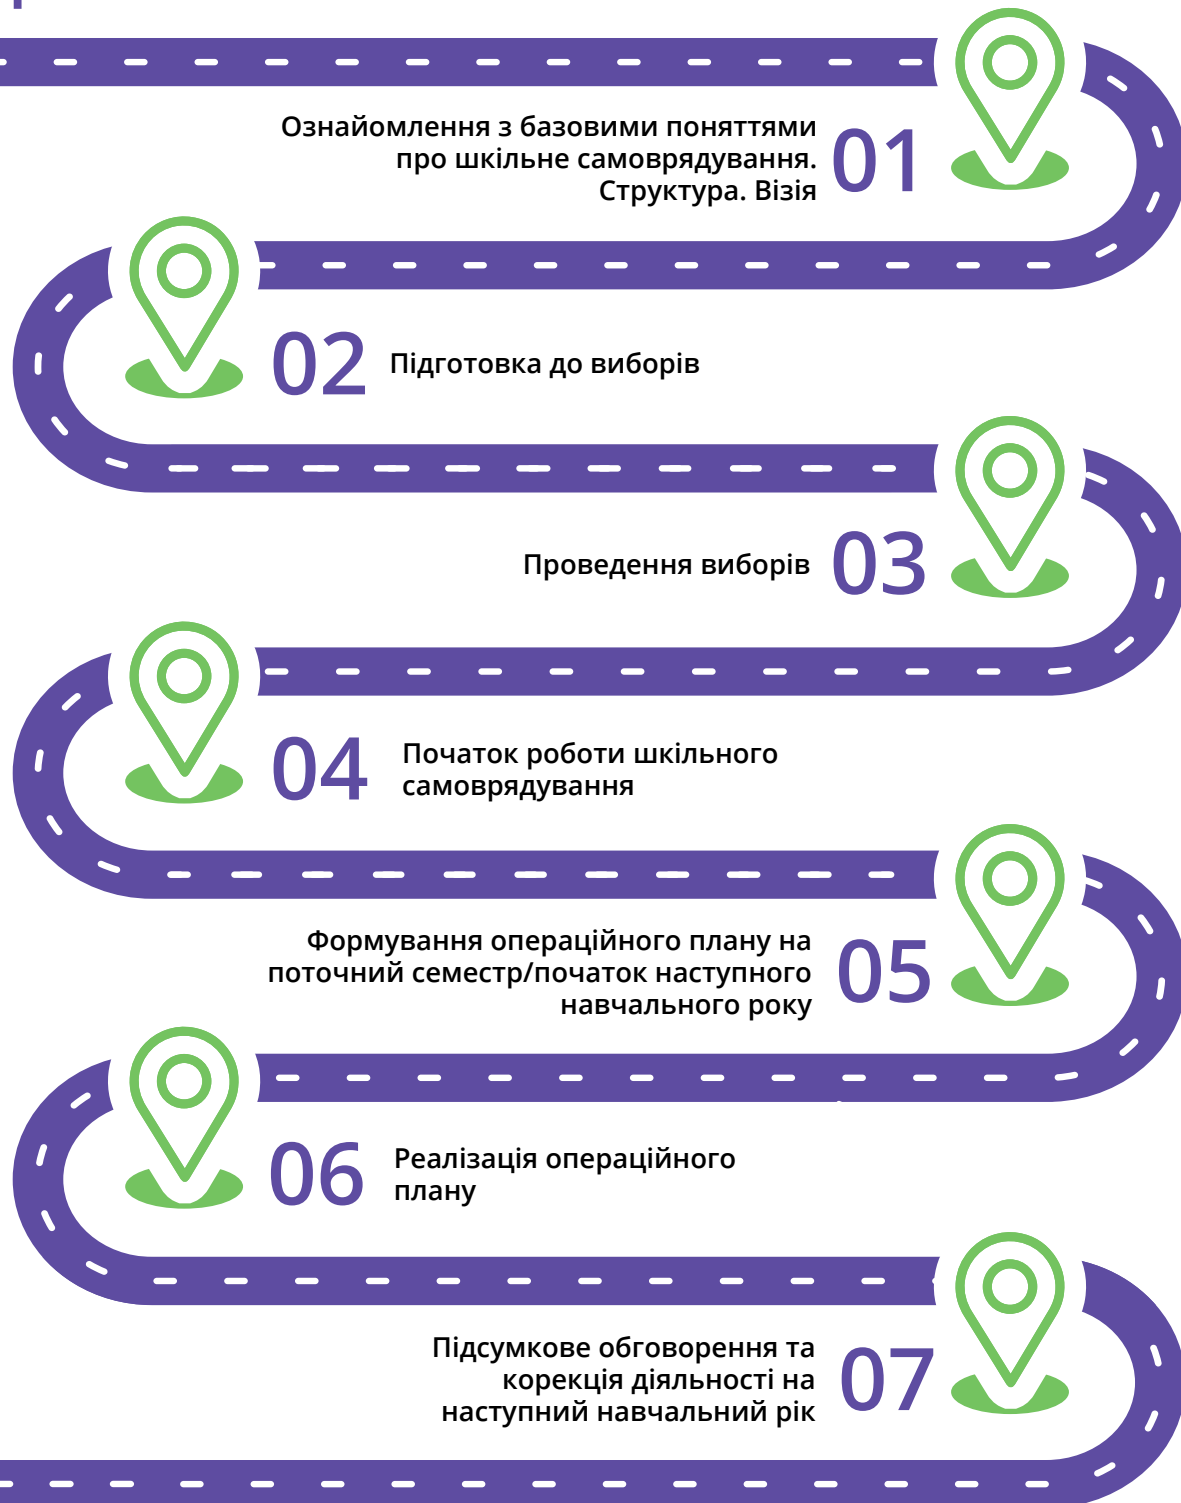 Ознайомлення з базовими поняттями
про шкільне самоврядування.
Структура. Візія
01
02
Підготовка до виборів
Проведення виборів
03
04
Початок роботи шкільного
самоврядування
Формування операційного плану на
поточний семестр/початок наступного
навчального року
05
06
Реалізація операційного
плану
Підсумкове обговорення та
корекція діяльності на
наступний навчальний рік
07